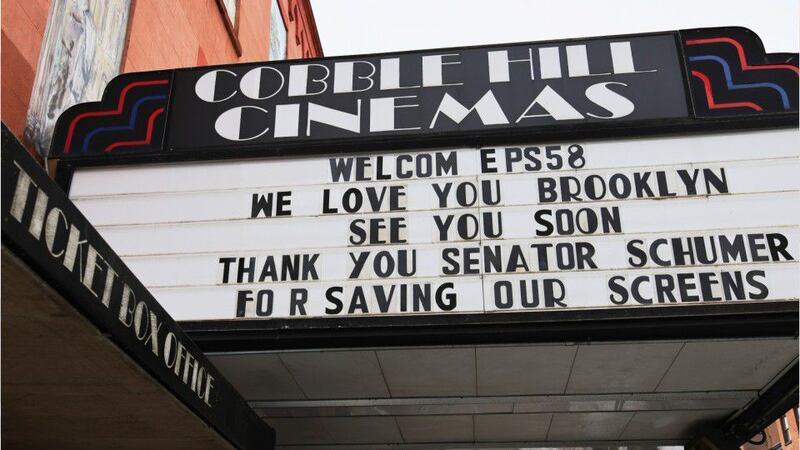 COBBLE HILL
CINEMAS
WELCOM EPS58
WE LOVE YOU BROOKLYN
SEE YOU SOON
THANK YOU SENATOR SCHUMER
FO R SAVING OUR SCREENS
TICKET BOX OFFICE